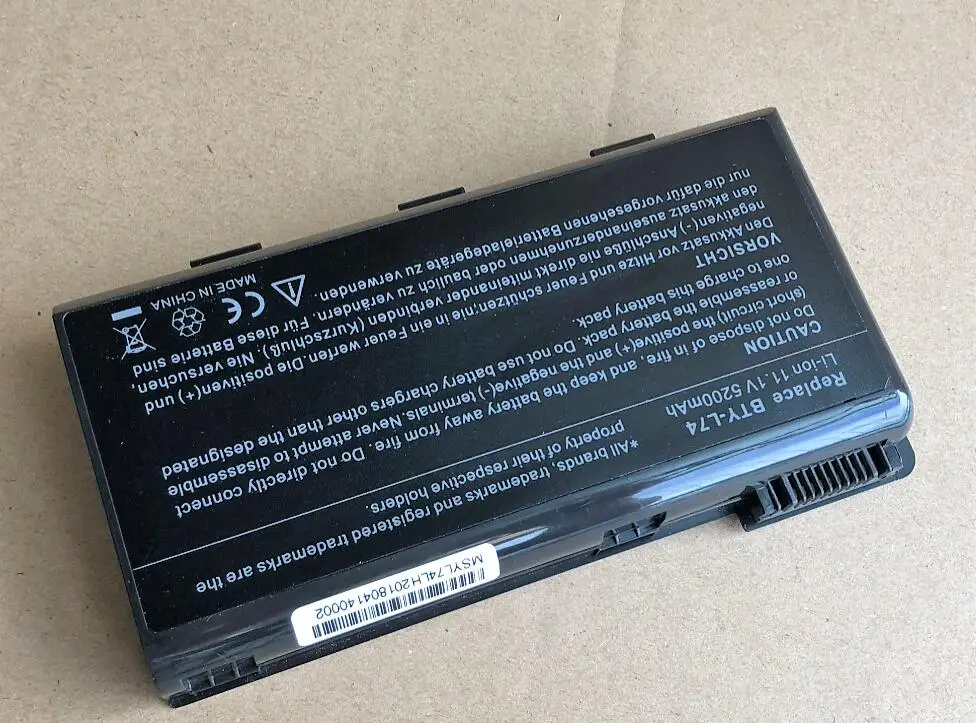 Replace BTY-L74
Li-ion 11.1V 5200mAh
*All brands, trademarks and registered trademarks are the
property of their respective holders.
CAUTION
Do not dispose of in fire, and keep the battery away from fire. Do not directly connect
(short circuit) the positive(+) and the negative(-) terminals.Never attempt to disassemble
or reassemble the battery pack. Do not use battery chargers other than the designated
one to charge this battery pack.
VORSICHT
Den Akkusatz vor Hitze und Feuer schützen,nie in ein Feuer werfen.Die positiven(+) und
negativen(-) Anschlüße nie direkt miteinander verbinden (Kurzschluß). Nie versuchen,
den akkusatz auseinanderzunehmen oder baulich zu verändern. Für diese Batterie sind
nur die dafür vorgesehenen Batterieladegeräte zu verwenden.
CE
MADE IN CHINA
MSYL74LH201804140002